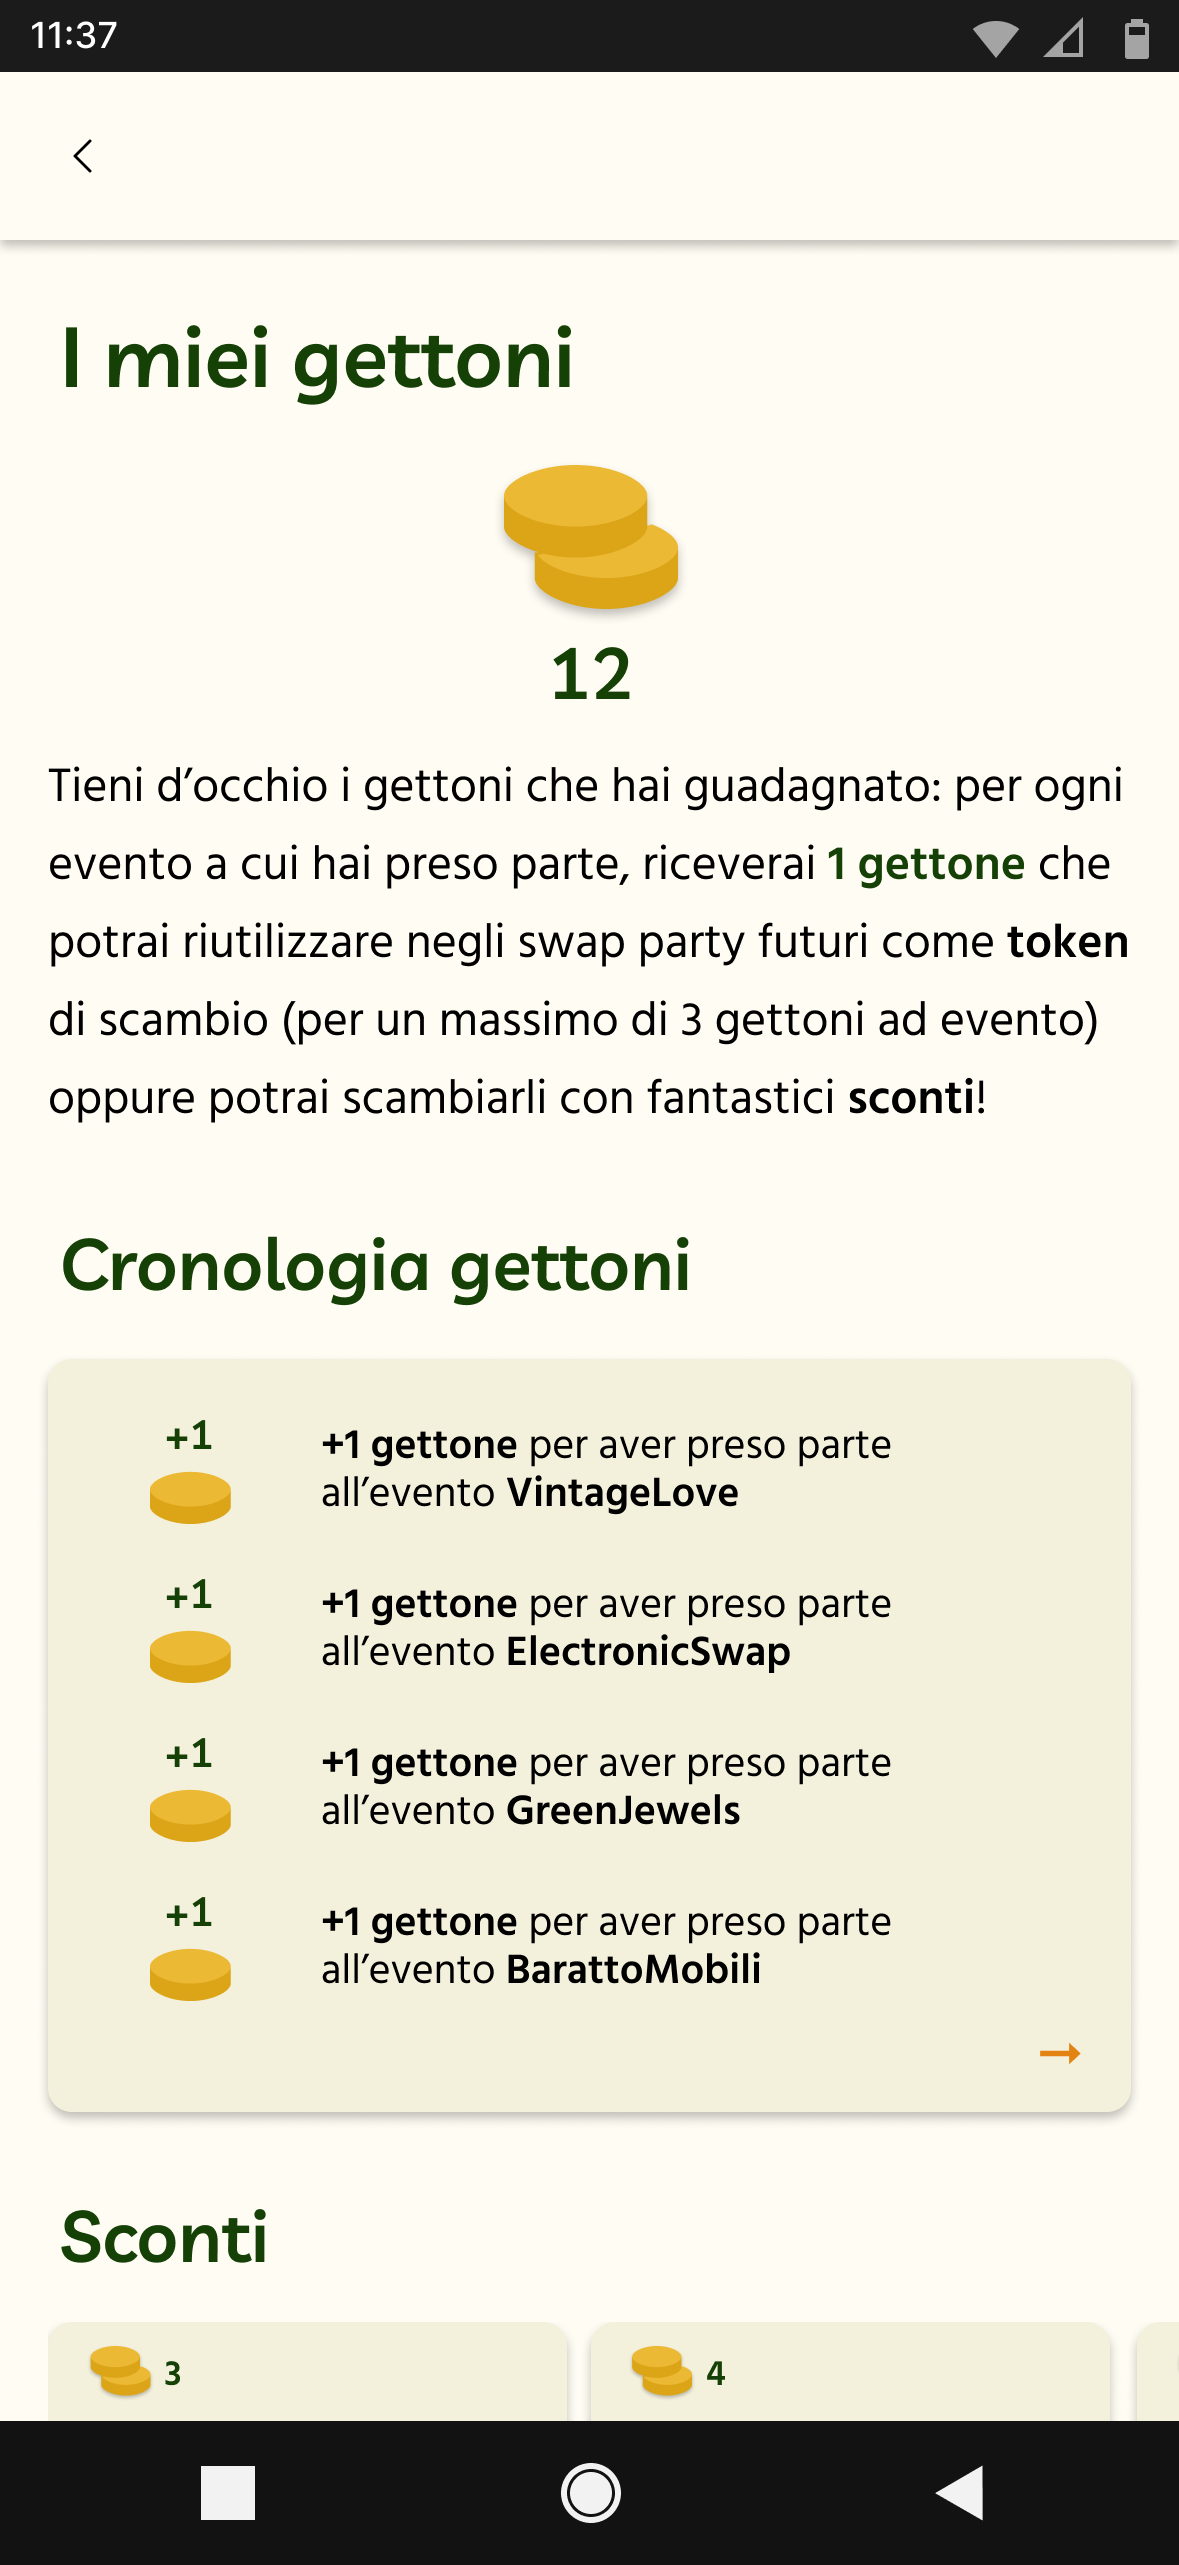 11:37
I miei gettoni
12
Tieni d’occhio i gettoni che hai guadagnato: per ogni
evento a cui hai preso parte, riceverai 1 gettone che
potrai riutilizzare negli swap party futuri come token
di scambio (per un massimo di 3 gettoni ad evento)
oppure potrai scambiarli con fantastici sconti!
Cronologia gettoni
+1
+1 gettone per aver preso parte
all’evento VintageLove
+1
+1 gettone per aver preso parte
all’evento ElectronicSwap
+1
+1 gettone per aver preso parte
all’evento GreenJewels
+1
+1 gettone per aver preso parte
all’evento BarattoMobili
Sconti
3
4